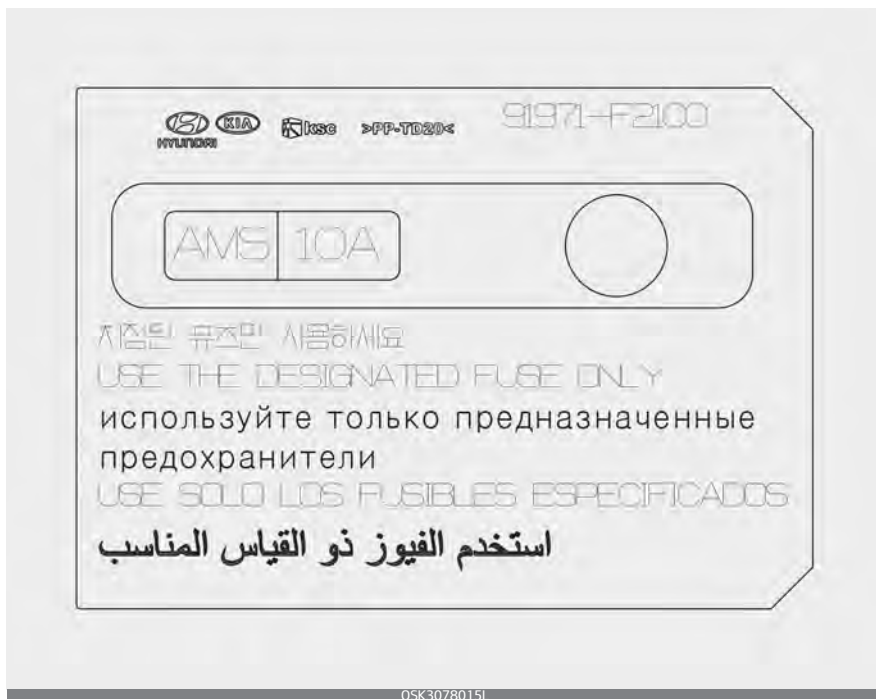 HYUNDAI KIA ksc >PP-TD20< 91971-F2100
AMS 10A
지정된 퓨즈만 사용하세요
USE THE DESIGNATED FUSE ONLY
используйте только предназначенные
предохранители
USE SOLO LOS FUSIBLES ESPECIFICADOS
استخدم الفيوز ذو القياس المناسب
OSK3078015L